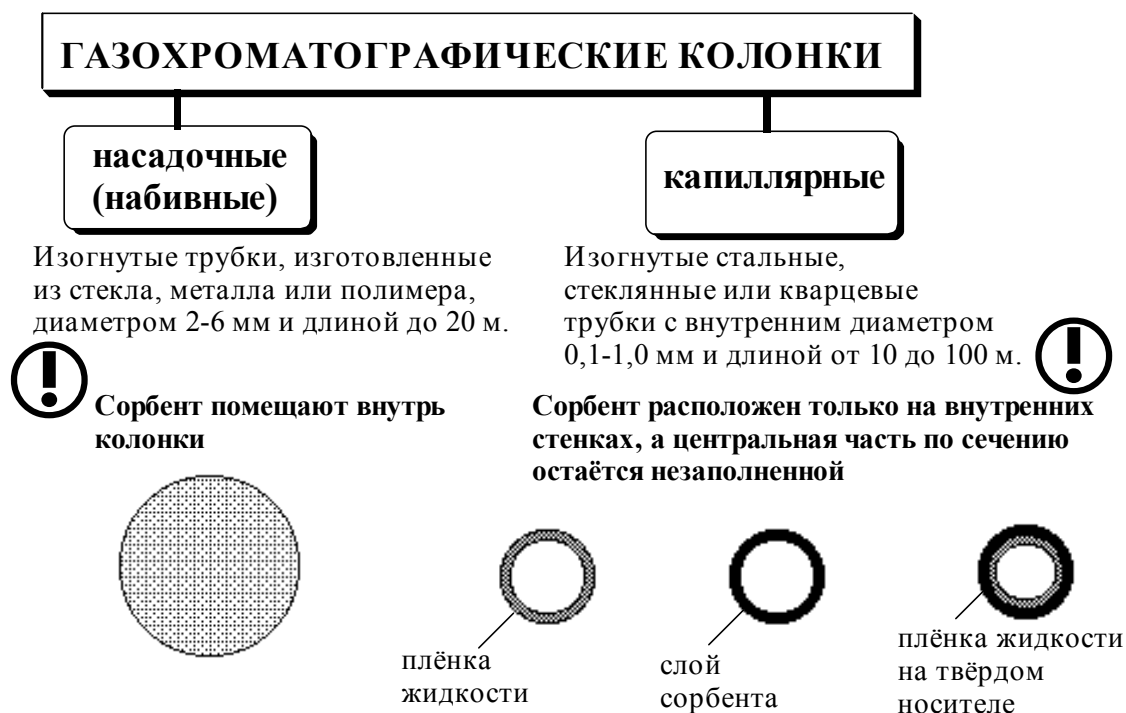 ГАЗОХРОМАТОГРАФИЧЕСКИЕ КОЛОНКИ
насадочные
(набивные)
Изогнутые трубки, изготовленные
из стекла, металла или полимера,
диаметром 2-6 мм и длиной до 20 м.
Сорбент помещают внутрь
колонки
капиллярные
Изогнутые стальные,
стеклянные или кварцевые
трубки с внутренним диаметром
0,1-1,0 мм и длиной от 10 до 100 м.
Сорбент расположен только на внутренних
стенках, а центральная часть по сечению
остаётся незаполненной
плёнка
жидкости
слой
сорбента
плёнка жидкости
на твёрдом
носителе